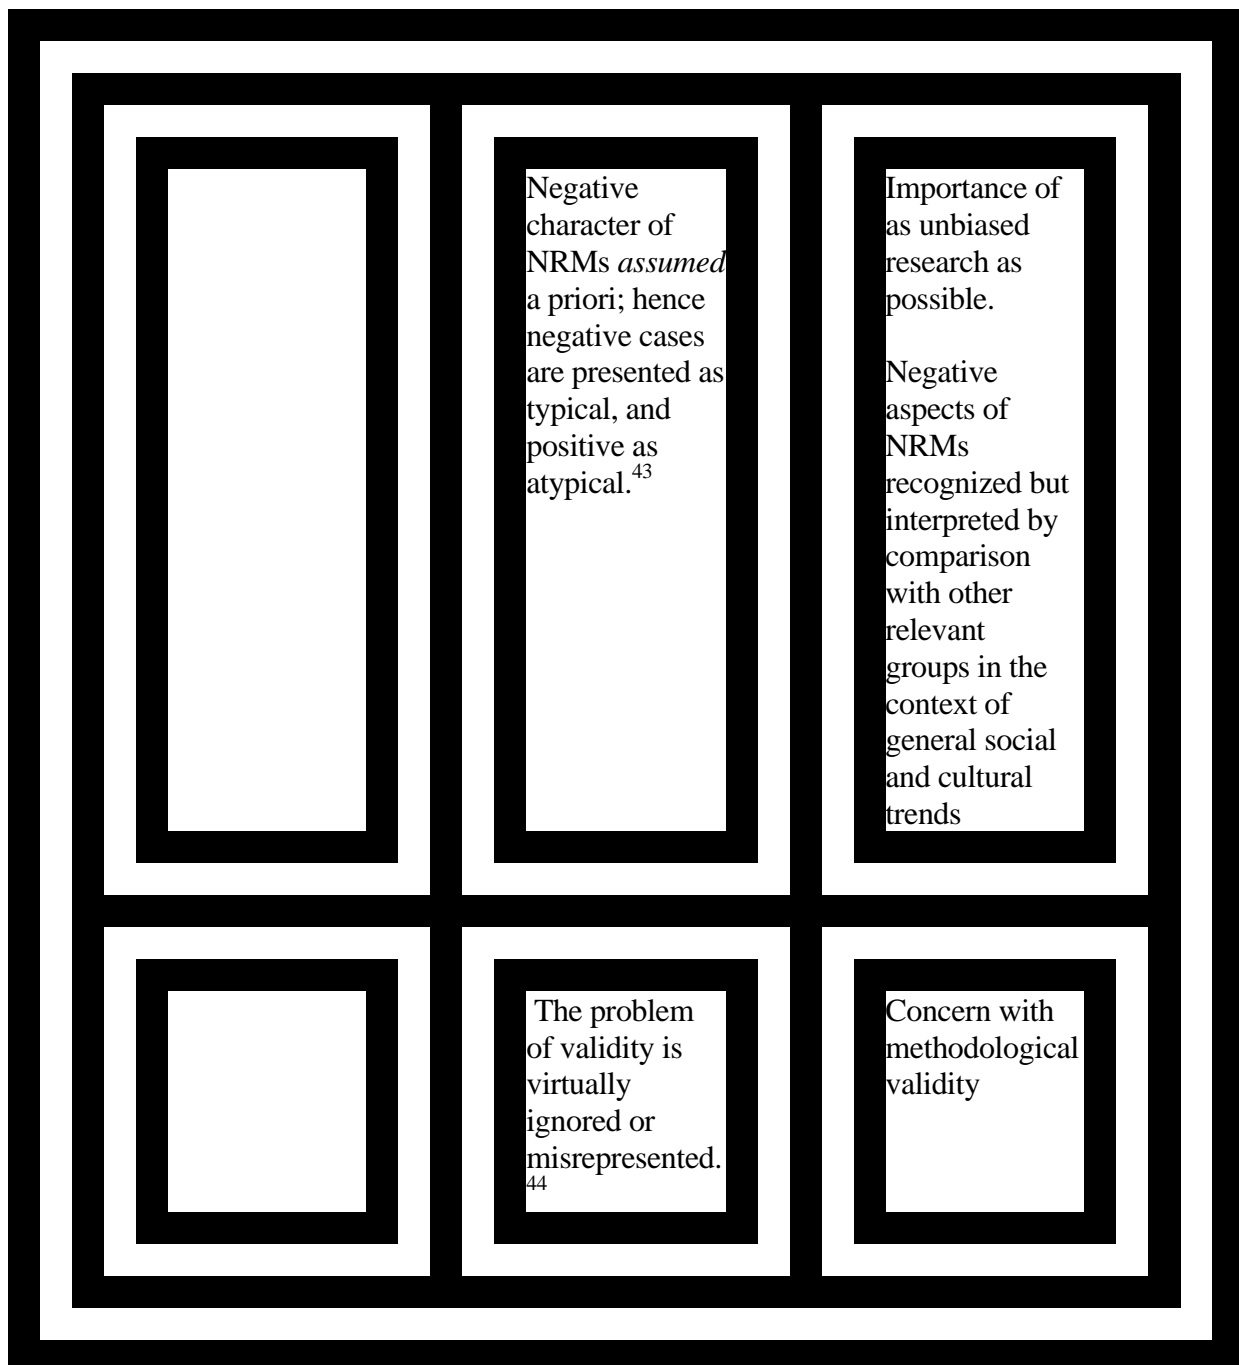 Negative
character of
NRMs assumed
a priori; hence
negative cases
are presented as
typical, and
positive as
atypical.43
Importance of
as unbiased
research as
possible.
Negative
aspects of
NRMs
recognized but
interpreted by
comparison
with other
relevant
groups in the
context of
general social
and cultural
trends
The problem
of validity is
virtually
ignored or
misrepresented.
44
Concern with
methodological
validity